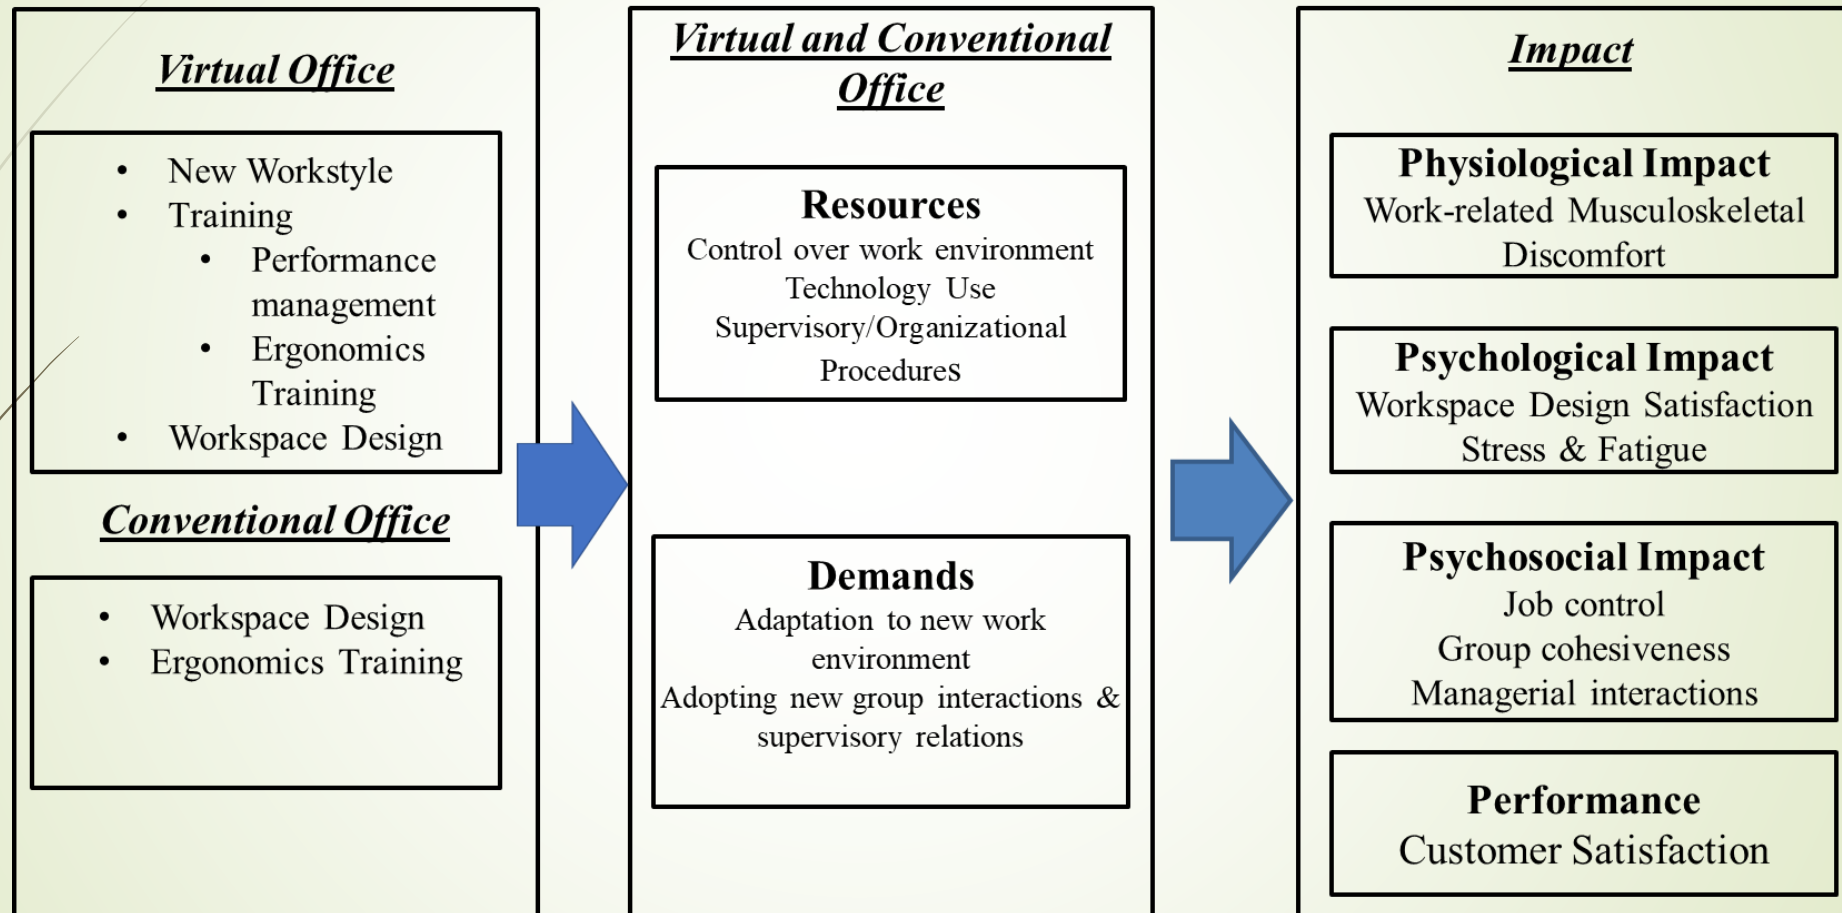 Virtual Office
• New Workstyle
• Training
• Performance
management
• Ergonomics
Training
• Workspace Design
Conventional Office
• Workspace Design
• Ergonomics Training
Virtual and Conventional
Office
Resources
Control over work environment
Technology Use
Supervisory/Organizational
Procedures
Demands
Adaptation to new work
environment
Adopting new group interactions &
supervisory relations
Impact
Physiological Impact
Work-related Musculoskeletal
Discomfort
Psychological Impact
Workspace Design Satisfaction
Stress & Fatigue
Psychosocial Impact
Job control
Group cohesiveness
Managerial interactions
Performance
Customer Satisfaction